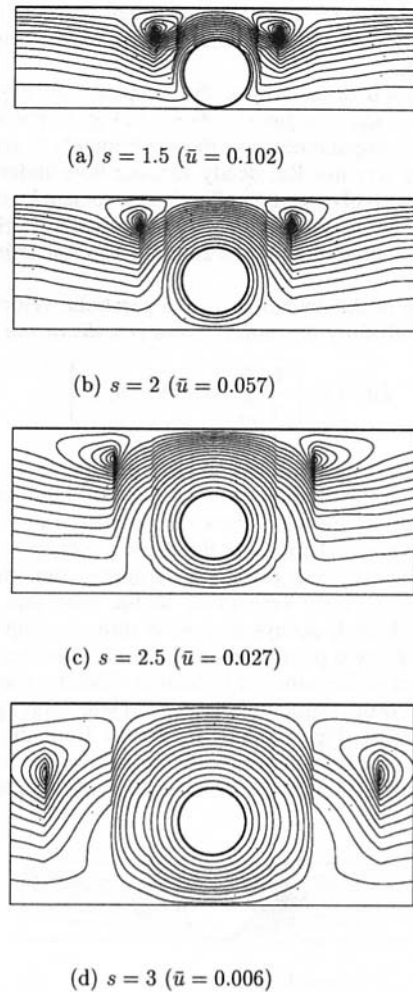 (a) s = 1.5 (ū = 0.102)
(b) s = 2 (ū = 0.057)
(c) s = 2.5 (ū = 0.027)
(d) s = 3 (ū = 0.006)